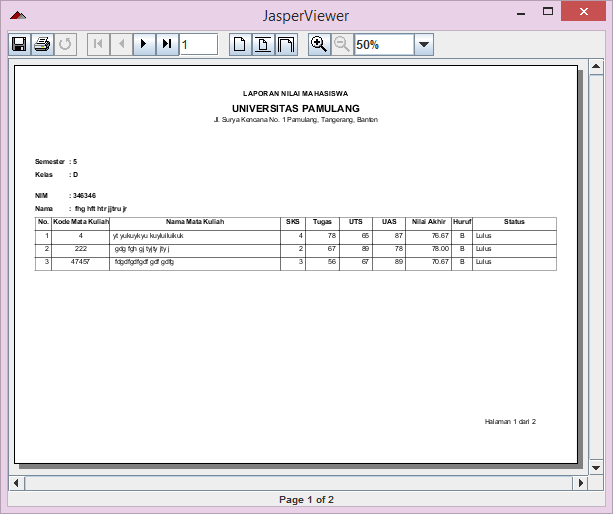 JasperViewer
1
50%
LAPORAN NILAI MAHASISWA
UNIVERSITAS PAMULANG
Jl. Surya Kencana No. 1 Pamulang, Tangerang, Banten
Semester : 5
Kelas : D
NIM : 346346
Nama : fhg hft htr jjtru jr
No. Kode Mata Kuliah Nama Mata Kuliah SKS Tugas UTS UAS Nilai Akhir Huruf Status
1 4 yt yukuykyu kuyluiluikuk 4 78 65 87 76.67 B Lulus
2 222 gdg fgh gj tyjty jty j 2 67 89 78 78.00 B Lulus
3 47457 fdgdfgdfgdf gdf gdfg 3 56 67 89 70.67 B Lulus
Halaman 1 dari 2
Page 1 of 2